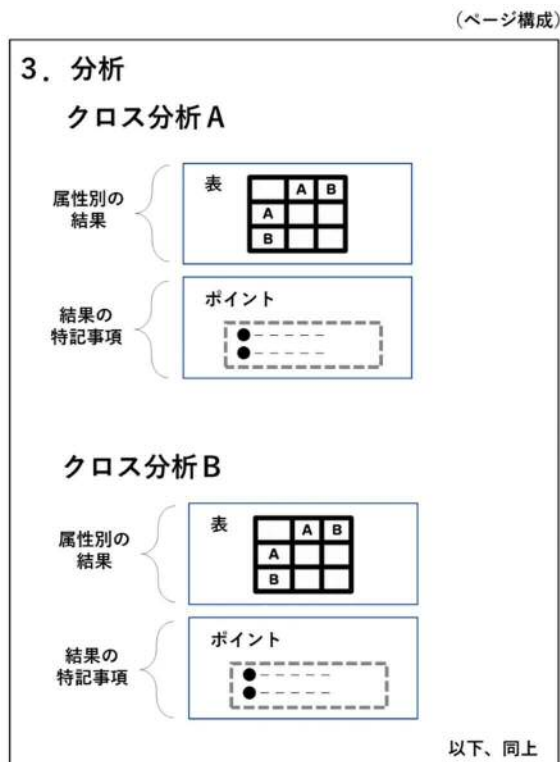 （ページ構成）
３．分析
クロス分析Ａ
属性別の
結果
表
A B
A
B
結果の
特記事項
ポイント
クロス分析Ｂ
属性別の
結果
表
A B
A
B
結果の
特記事項
ポイント
以下、同上